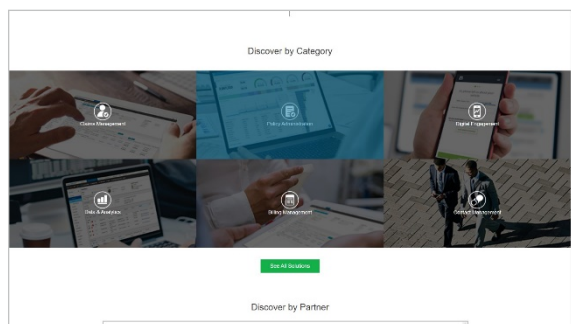 Discover by Category
Claims Management
Policy Administration
Digital Engagement
Data & Analytics
Billing Management
Contact Management
See All Solutions
Discover by Partner